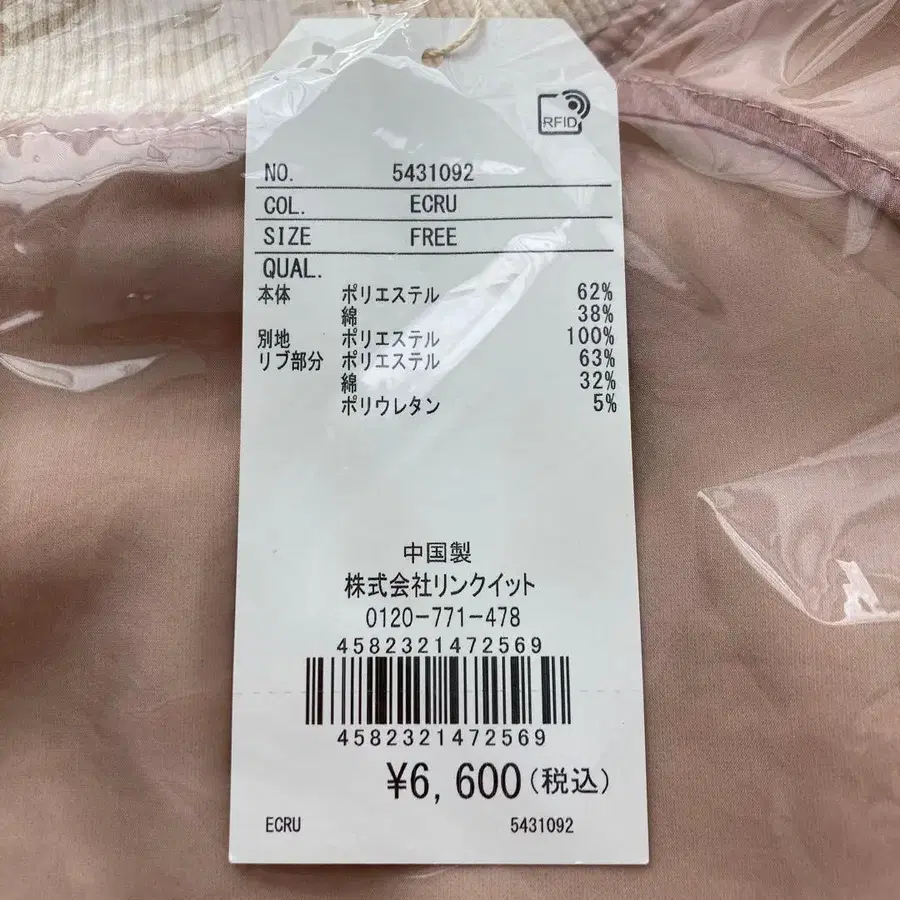 RFID
NO. 5431092
COL. ECRU
SIZE FREE
QUAL.
本体 ポリエステル 62%
綿 38%
別地 ポリエステル 100%
リブ部分 ポリエステル 63%
綿 32%
ポリウレタン 5%
中国製
株式会社リンクイット
0120-771-478
4582321472569
4582321472569
¥6,600(税込)
ECRU 5431092